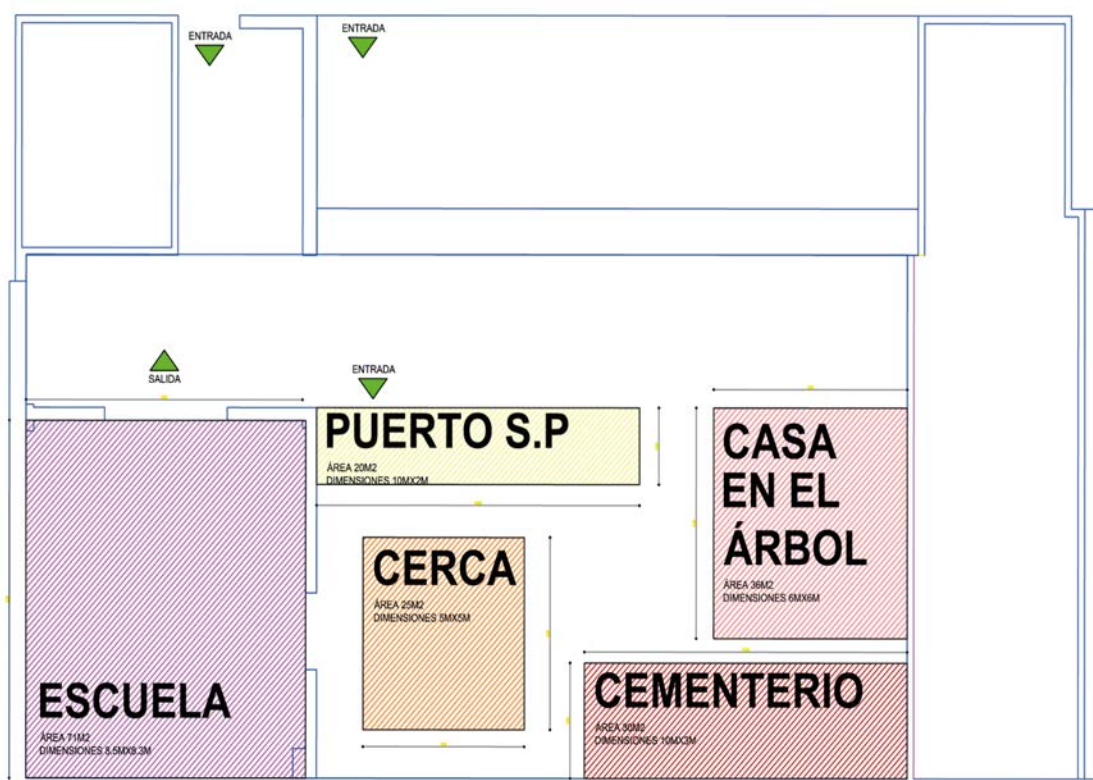 ENTRADA
ENTRADA
SALIDA
ENTRADA
PUERTO S.P
ÁREA 20M2
DIMENSIONES 10MX2M
CASA
EN EL
ÁRBOL
ÁREA 36M2
DIMENSIONES 6MX6M
CERCA
ÁREA 25M2
DIMENSIONES 5MX5M
ESCUELA
ÁREA 71M2
DIMENSIONES 8.5MX8.3M
CEMENTERIO
ÁREA 30M2
DIMENSIONES 10MX3M